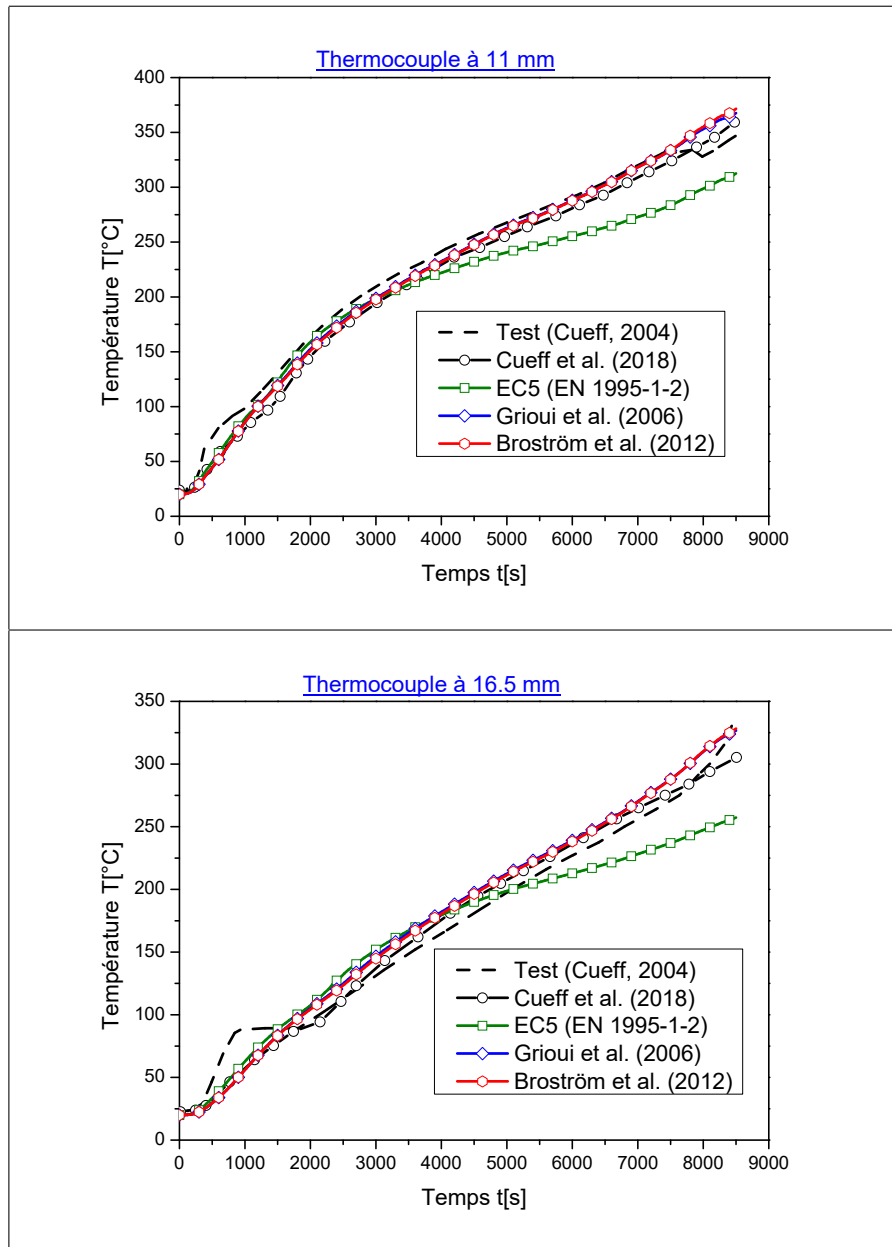 Thermocouple à 11 mm
400
350
300
250
200
150
100
50
0
Température T[°C]
Test (Cueff, 2004)
Cueff et al. (2018)
EC5 (EN 1995-1-2)
Grioui et al. (2006)
Broström et al. (2012)
0 1000 2000 3000 4000 5000 6000 7000 8000 9000
Temps t[s]
Thermocouple à 16.5 mm
350
300
250
200
150
100
50
0
Température T[°C]
Test (Cueff, 2004)
Cueff et al. (2018)
EC5 (EN 1995-1-2)
Grioui et al. (2006)
Broström et al. (2012)
0 1000 2000 3000 4000 5000 6000 7000 8000 9000
Temps t[s]